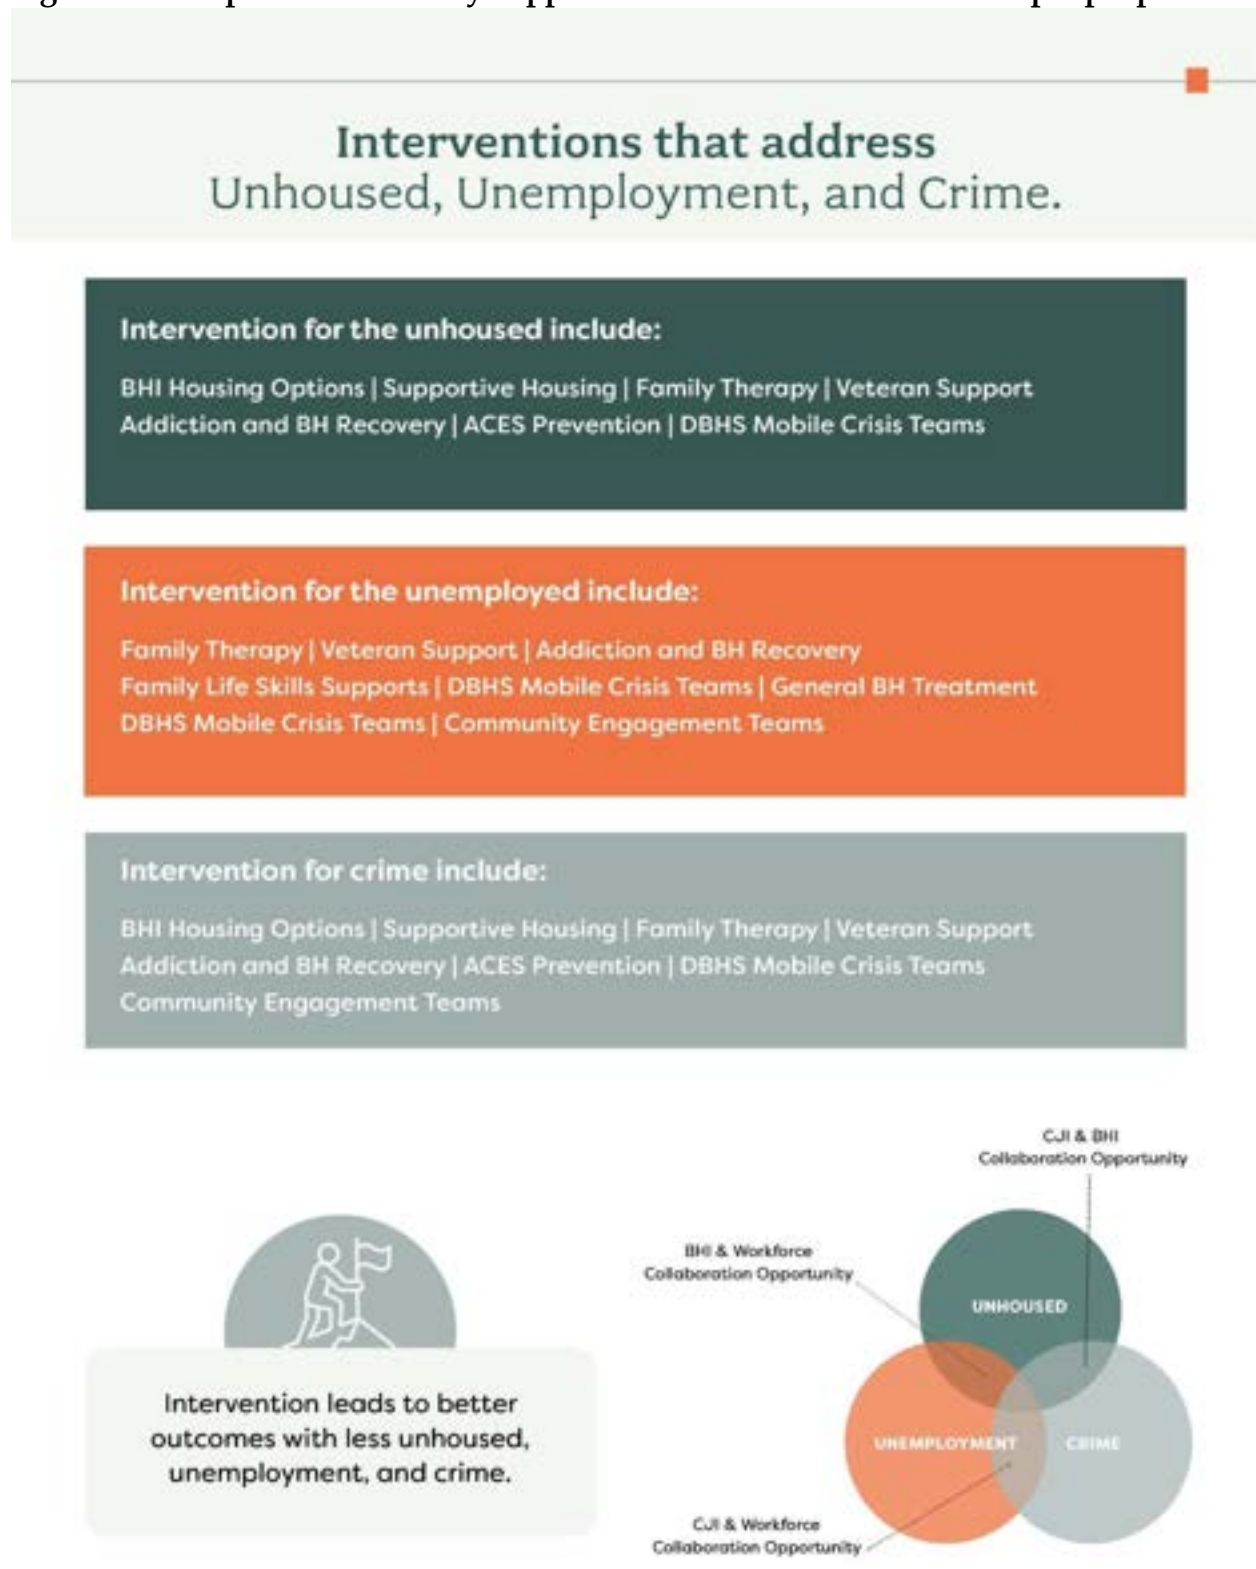 Interventions that address
Unhoused, Unemployment, and Crime.
Intervention for the unhoused include:
BHI Housing Options | Supportive Housing | Family Therapy | Veteran Support
Addiction and BH Recovery | ACES Prevention | DBHS Mobile Crisis Teams
Intervention for the unemployed include:
Family Therapy | Veteran Support | Addiction and BH Recovery
Family Life Skills Supports | DBHS Mobile Crisis Teams | General BH Treatment
DBHS Mobile Crisis Teams | Community Engagement Teams
Intervention for crime include:
BHI Housing Options | Supportive Housing | Family Therapy | Veteran Support
Addiction and BH Recovery | ACES Prevention | DBHS Mobile Crisis Teams
Community Engagement Teams
Intervention leads to better
outcomes with less unhoused,
unemployment, and crime.
CJI & BHI
Collaboration Opportunity
BHI & Workforce
Collaboration Opportunity
UNHOUSED
UNEMPLOYMENT
CRIME
CJI & Workforce
Collaboration Opportunity